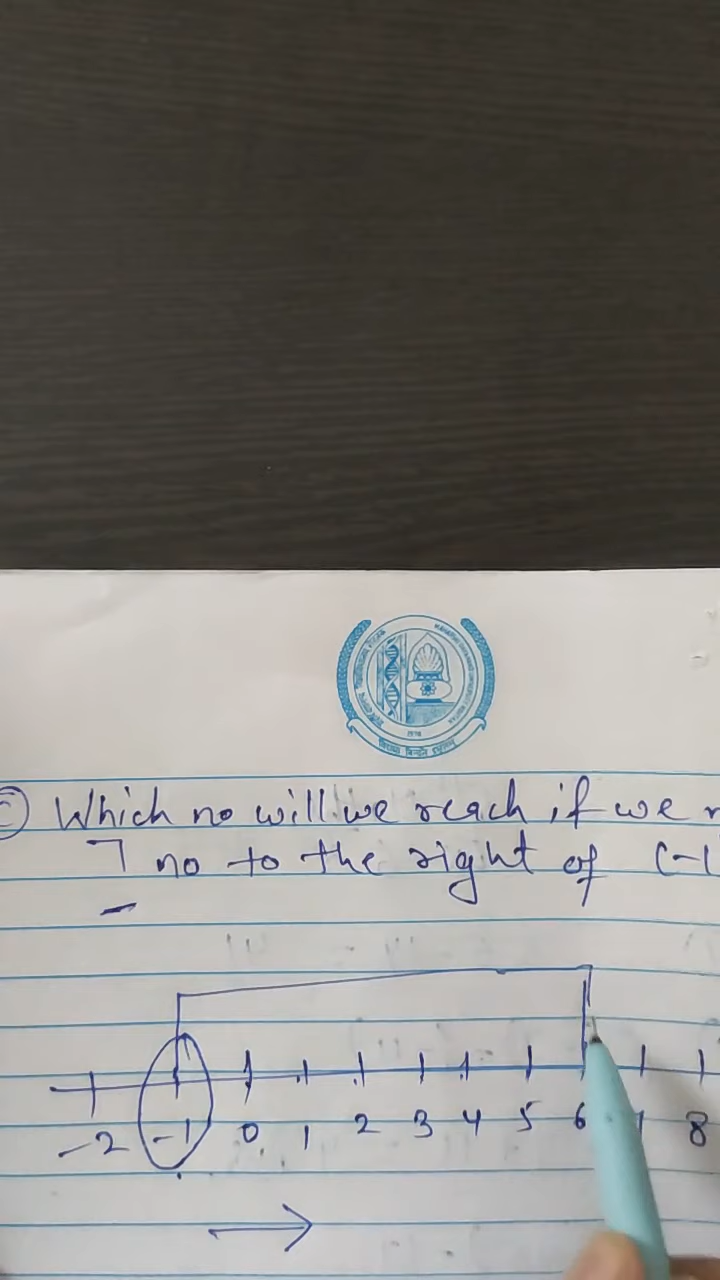 C) Which no will we reach if we
7 no to the right of (-1
-2 -1 0 1 2 3 4 5 6 7 8